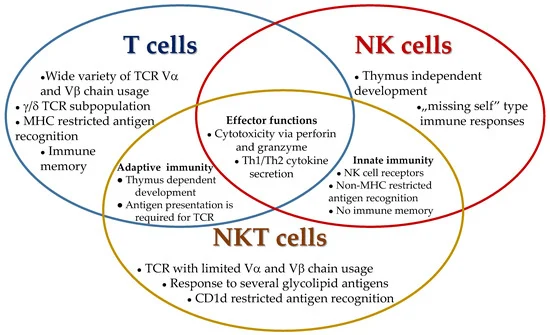 T cells
NK cells
●Wide variety of TCR Vα
and Vβ chain usage
● γ/δ TCR subpopulation
● MHC restricted antigen
recognition
● Immune
memory
● Thymus independent
development
●„missing self” type
immune responses
Effector functions
● Cytotoxicity via perforin
and granzyme
● Th1/Th2 cytokine
secretion
Adaptive immunity
● Thymus dependent
development
● Antigen presentation is
required for TCR
Innate immunity
● NK cell receptors
● Non-MHC restricted
antigen recognition
● No immune memory
NKT cells
● TCR with limited Vα and Vβ chain usage
● Response to several glycolipid antigens
● CD1d restricted antigen recognition